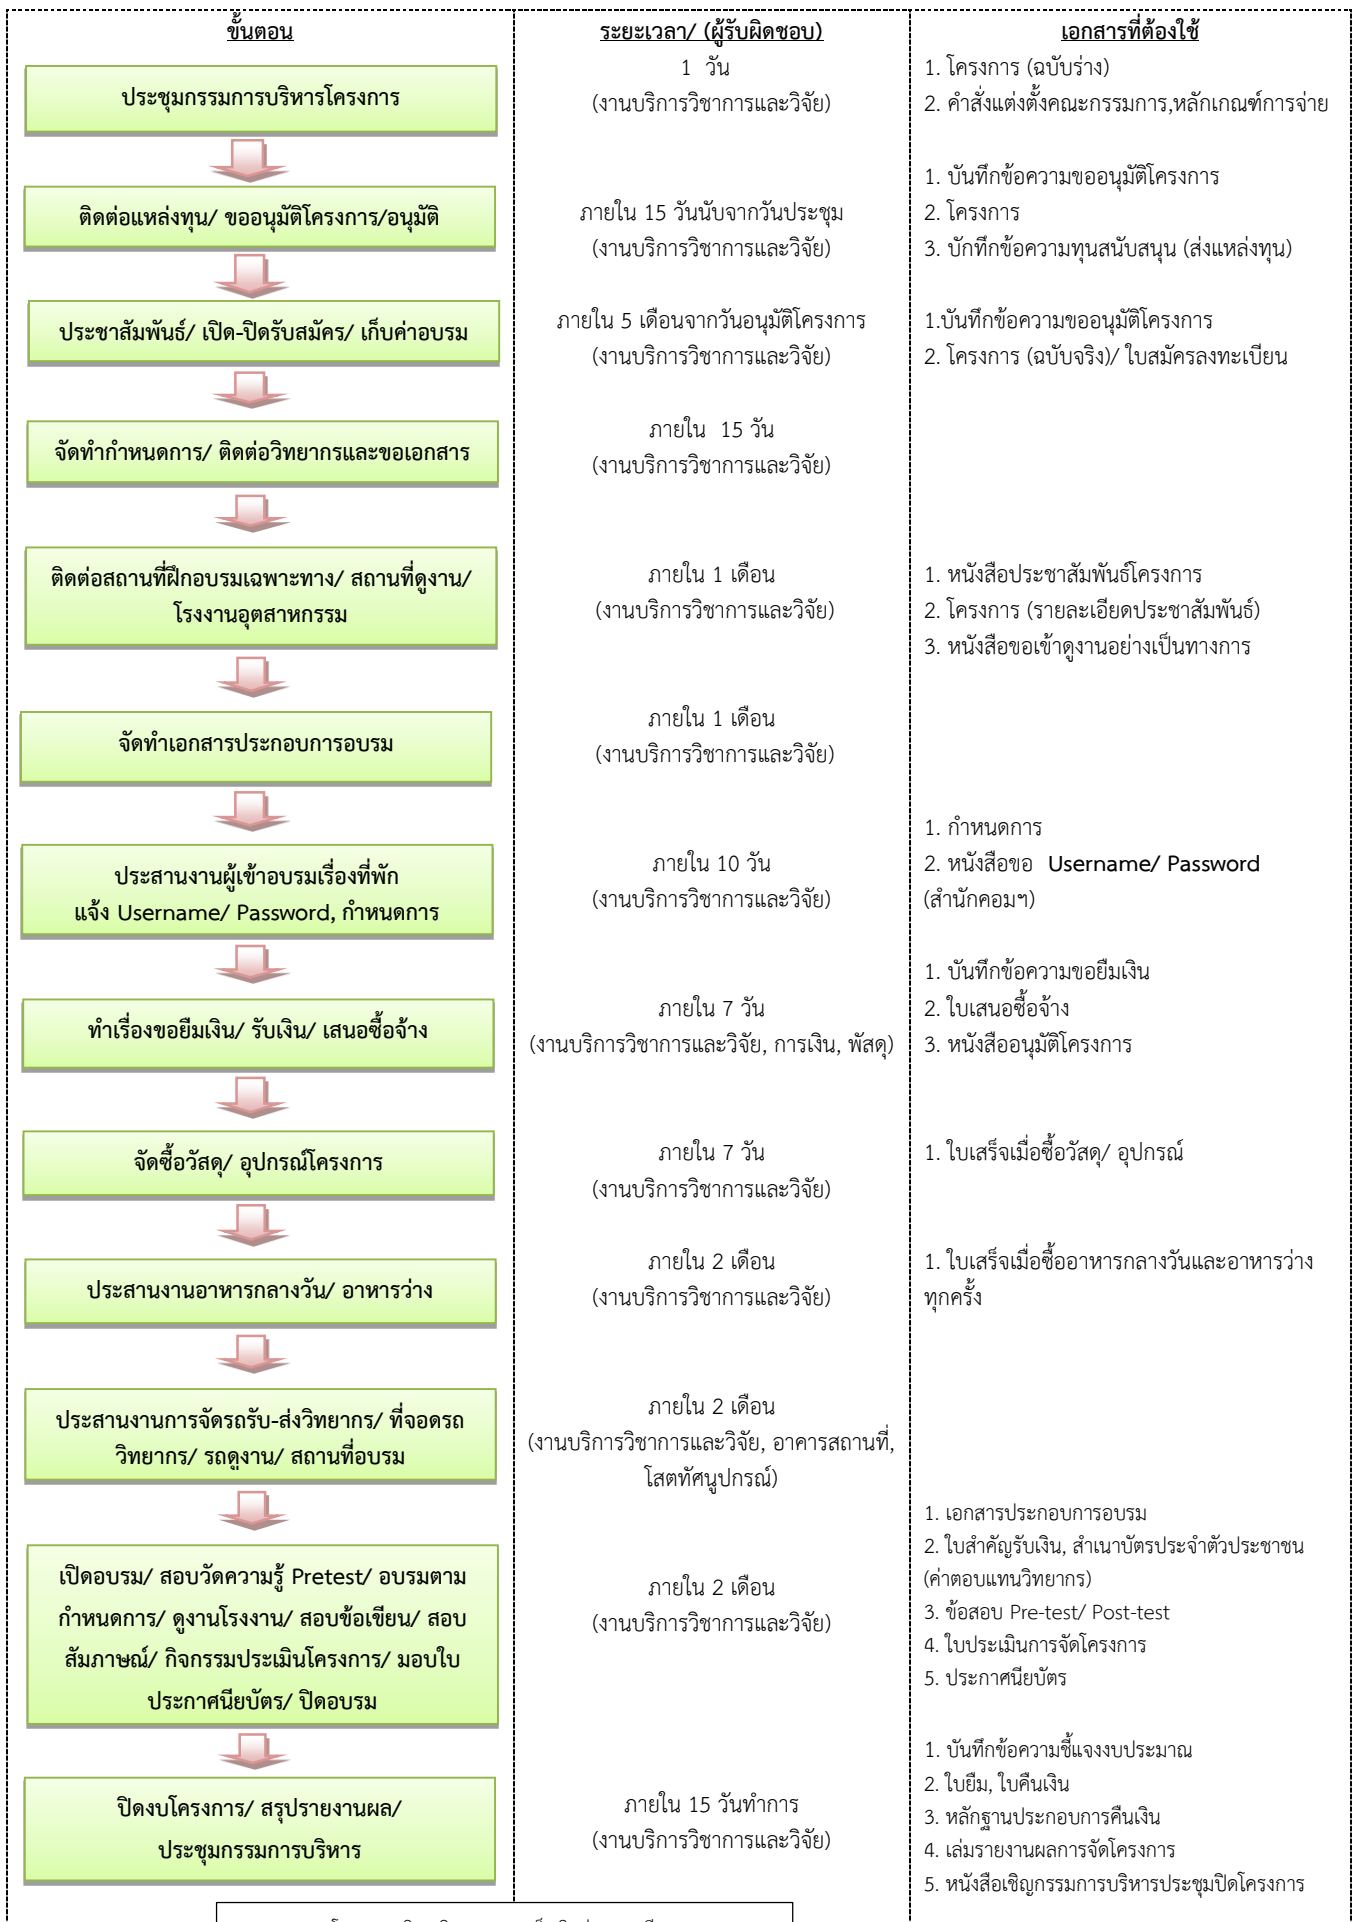 ขั้นตอน
ระยะเวลา/ (ผู้รับผิดชอบ)
เอกสารที่ต้องใช้
ประชุมกรรมการบริหารโครงการ
1 วัน
(งานบริการวิชาการและวิจัย)
1. โครงการ (ฉบับร่าง)
2. คำสั่งแต่งตั้งคณะกรรมการ,หลักเกณฑ์การจ่าย
ติดต่อแหล่งทุน/ ขออนุมัติโครงการ/อนุมัติ
ภายใน 15 วันนับจากวันประชุม
(งานบริการวิชาการและวิจัย)
1. บันทึกข้อความขออนุมัติโครงการ
2. โครงการ
3. บักทึกข้อความทุนสนับสนุน (ส่งแหล่งทุน)
ประชาสัมพันธ์/ เปิด-ปิดรับสมัคร/ เก็บค่าอบรม
ภายใน 5 เดือนจากวันอนุมัติโครงการ
(งานบริการวิชาการและวิจัย)
1.บันทึกข้อความขออนุมัติโครงการ
2. โครงการ (ฉบับจริง)/ ใบสมัครลงทะเบียน
จัดทำกำหนดการ/ ติดต่อวิทยากรและขอเอกสาร
ภายใน 15 วัน
(งานบริการวิชาการและวิจัย)
ติดต่อสถานที่ฝึกอบรมเฉพาะทาง/ สถานที่ดูงาน/
โรงงานอุตสาหกรรม
ภายใน 1 เดือน
(งานบริการวิชาการและวิจัย)
1. หนังสือประชาสัมพันธ์โครงการ
2. โครงการ (รายละเอียดประชาสัมพันธ์)
3. หนังสือขอเข้าดูงานอย่างเป็นทางการ
จัดทำเอกสารประกอบการอบรม
ภายใน 1 เดือน
(งานบริการวิชาการและวิจัย)
ประสานงานผู้เข้าอบรมเรื่องที่พัก
แจ้ง Username/ Password, กำหนดการ
ภายใน 10 วัน
(งานบริการวิชาการและวิจัย)
1. กำหนดการ
2. หนังสือขอ Username/ Password
(สำนักคอมฯ)
ทำเรื่องขอยืมเงิน/ รับเงิน/ เสนอซื้อจ้าง
ภายใน 7 วัน
(งานบริการวิชาการและวิจัย, การเงิน, พัสดุ)
1. บันทึกข้อความขอยืมเงิน
2. ใบเสนอซื้อจ้าง
3. หนังสืออนุมัติโครงการ
จัดซื้อวัสดุ/ อุปกรณ์โครงการ
ภายใน 7 วัน
(งานบริการวิชาการและวิจัย)
1. ใบเสร็จเมื่อซื้อวัสดุ/ อุปกรณ์
ประสานงานอาหารกลางวัน/ อาหารว่าง
ภายใน 2 เดือน
(งานบริการวิชาการและวิจัย)
1. ใบเสร็จเมื่อซื้ออาหารกลางวันและอาหารว่าง
ทุกครั้ง
ประสานงานการจัดรถรับ-ส่งวิทยากร/ ที่จอดรถ
วิทยากร/ รถดูงาน/ สถานที่อบรม
ภายใน 2 เดือน
(งานบริการวิชาการและวิจัย, อาคารสถานที่,
โสตทัศนูปกรณ์)
เปิดอบรม/ สอบวัดความรู้ Pretest/ อบรมตาม
กำหนดการ/ ดูงานโรงงาน/ สอบข้อเขียน/ สอบ
สัมภาษณ์/ กิจกรรมประเมินโครงการ/ มอบใบ
ประกาศนียบัตร/ ปิดอบรม
ภายใน 2 เดือน
(งานบริการวิชาการและวิจัย)
1. เอกสารประกอบการอบรม
2. ใบสำคัญรับเงิน, สำเนาบัตรประจำตัวประชาชน
(ค่าตอบแทนวิทยากร)
3. ข้อสอบ Pre-test/ Post-test
4. ใบประเมินการจัดโครงการ
5. ประกาศนียบัตร
ปิดงบโครงการ/ สรุปรายงานผล/
ประชุมกรรมการบริหาร
ภายใน 15 วันทำการ
(งานบริการวิชาการและวิจัย)
1. บันทึกข้อความชี้แจงงบประมาณ
2. ใบยืม, ใบคืนเงิน
3. หลักฐานประกอบการคืนเงิน
4. เล่มรายงานผลการจัดโครงการ
5. หนังสือเชิญกรรมการบริหารประชุมปิดโครงการ